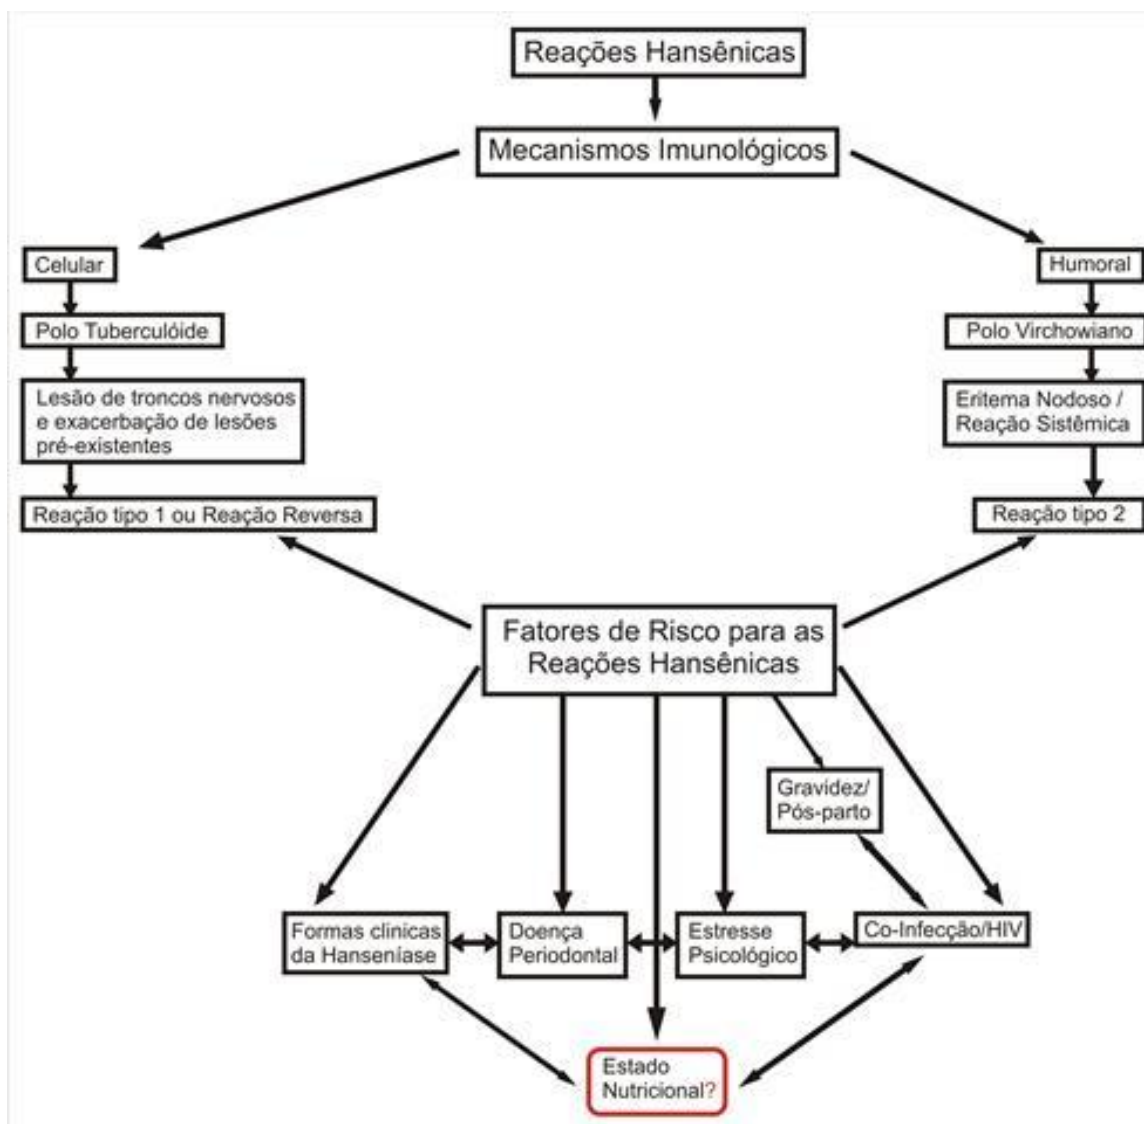 Reações Hansênicas
Mecanismos Imunológicos
Celular
Humoral
Polo Tuberculóide
Polo Virchowiano
Lesão de troncos nervosos
e exacerbação de lesões
pré-existentes
Eritema Nodoso /
Reação Sistêmica
Reação tipo 1 ou Reação Reversa
Reação tipo 2
Fatores de Risco para as
Reações Hansênicas
Gravidez/
Pós-parto
Formas clínicas
da Hanseníase
Doença
Periodontal
Estresse
Psicológico
Co-Infecção/HIV
Estado
Nutricional?